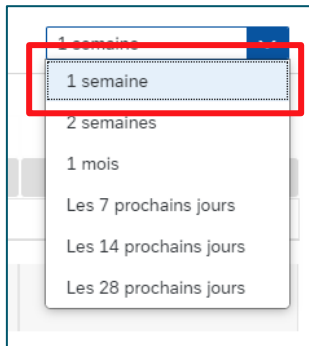 1 semaine
1 semaine
2 semaines
1 mois
Les 7 prochains jours
Les 14 prochains jours
Les 28 prochains jours